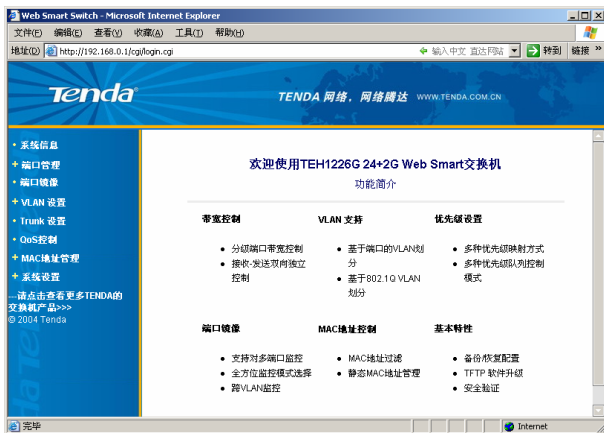 Web Smart Switch - Microsoft Internet Explorer
文件(F) 编辑(E) 查看(V) 收藏(A) 工具(T) 帮助(H)
地址(D) http://192.168.0.1/cgi/login.cgi 输入中文 直达网站 转到 链接 »
Tenda
TENDA 网络，网络腾达 WWW.TENDA.COM.CN
• 系统信息
+ 端口管理
• 端口镜像
+ VLAN 设置
• Trunk 设置
• QoS控制
+ MAC地址管理
+ 系统设置
---请点击查看更多TENDA的
交换机产品>>>
© 2004 Tenda
欢迎使用TEH1226G 24+2G Web Smart交换机
功能简介
带宽控制
• 分级端口带宽控制
• 接收-发送双向独立
控制
VLAN 支持
• 基于端口的VLAN划
分
• 基于802.1Q VLAN
划分
优先级设置
• 多种优先级映射方式
• 多种优先级队列控制
模式
端口镜像
• 支持对多端口监控
• 全方位监控模式选择
• 跨VLAN监控
MAC地址控制
• MAC地址过滤
• 静态MAC地址管理
基本特性
• 备份/恢复配置
• TFTP 软件升级
• 安全验证
完毕
Internet